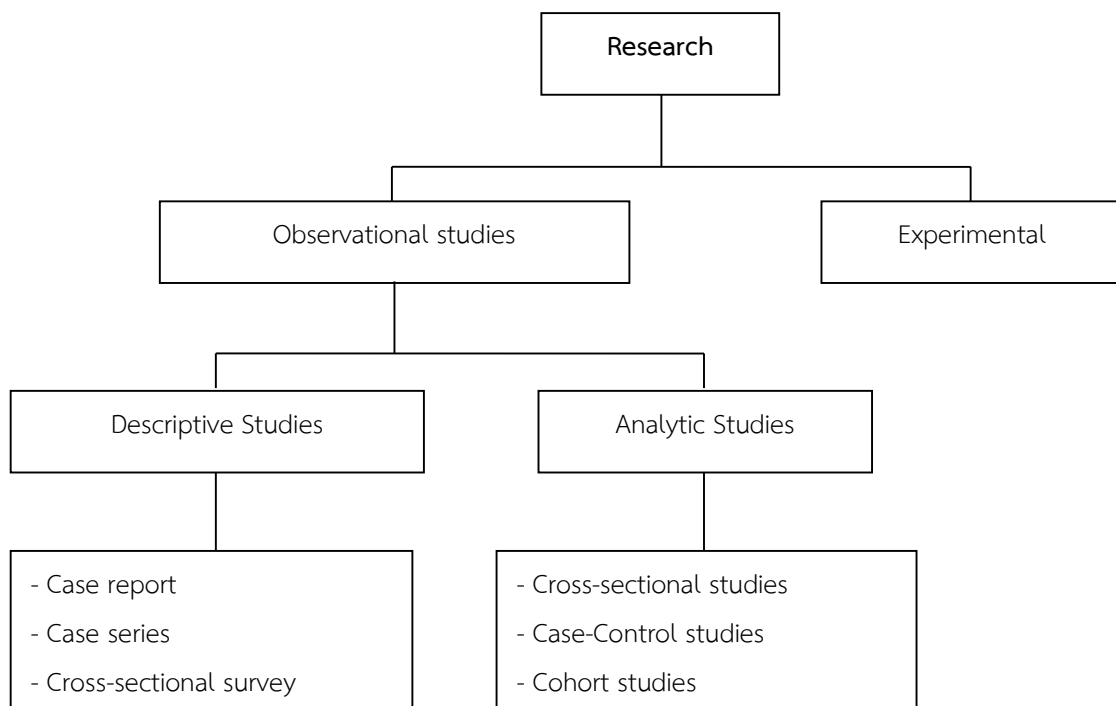 Research
Observational studies
Experimental
Descriptive Studies
Analytic Studies
- Case report
- Case series
- Cross-sectional survey
- Cross-sectional studies
- Case-Control studies
- Cohort studies